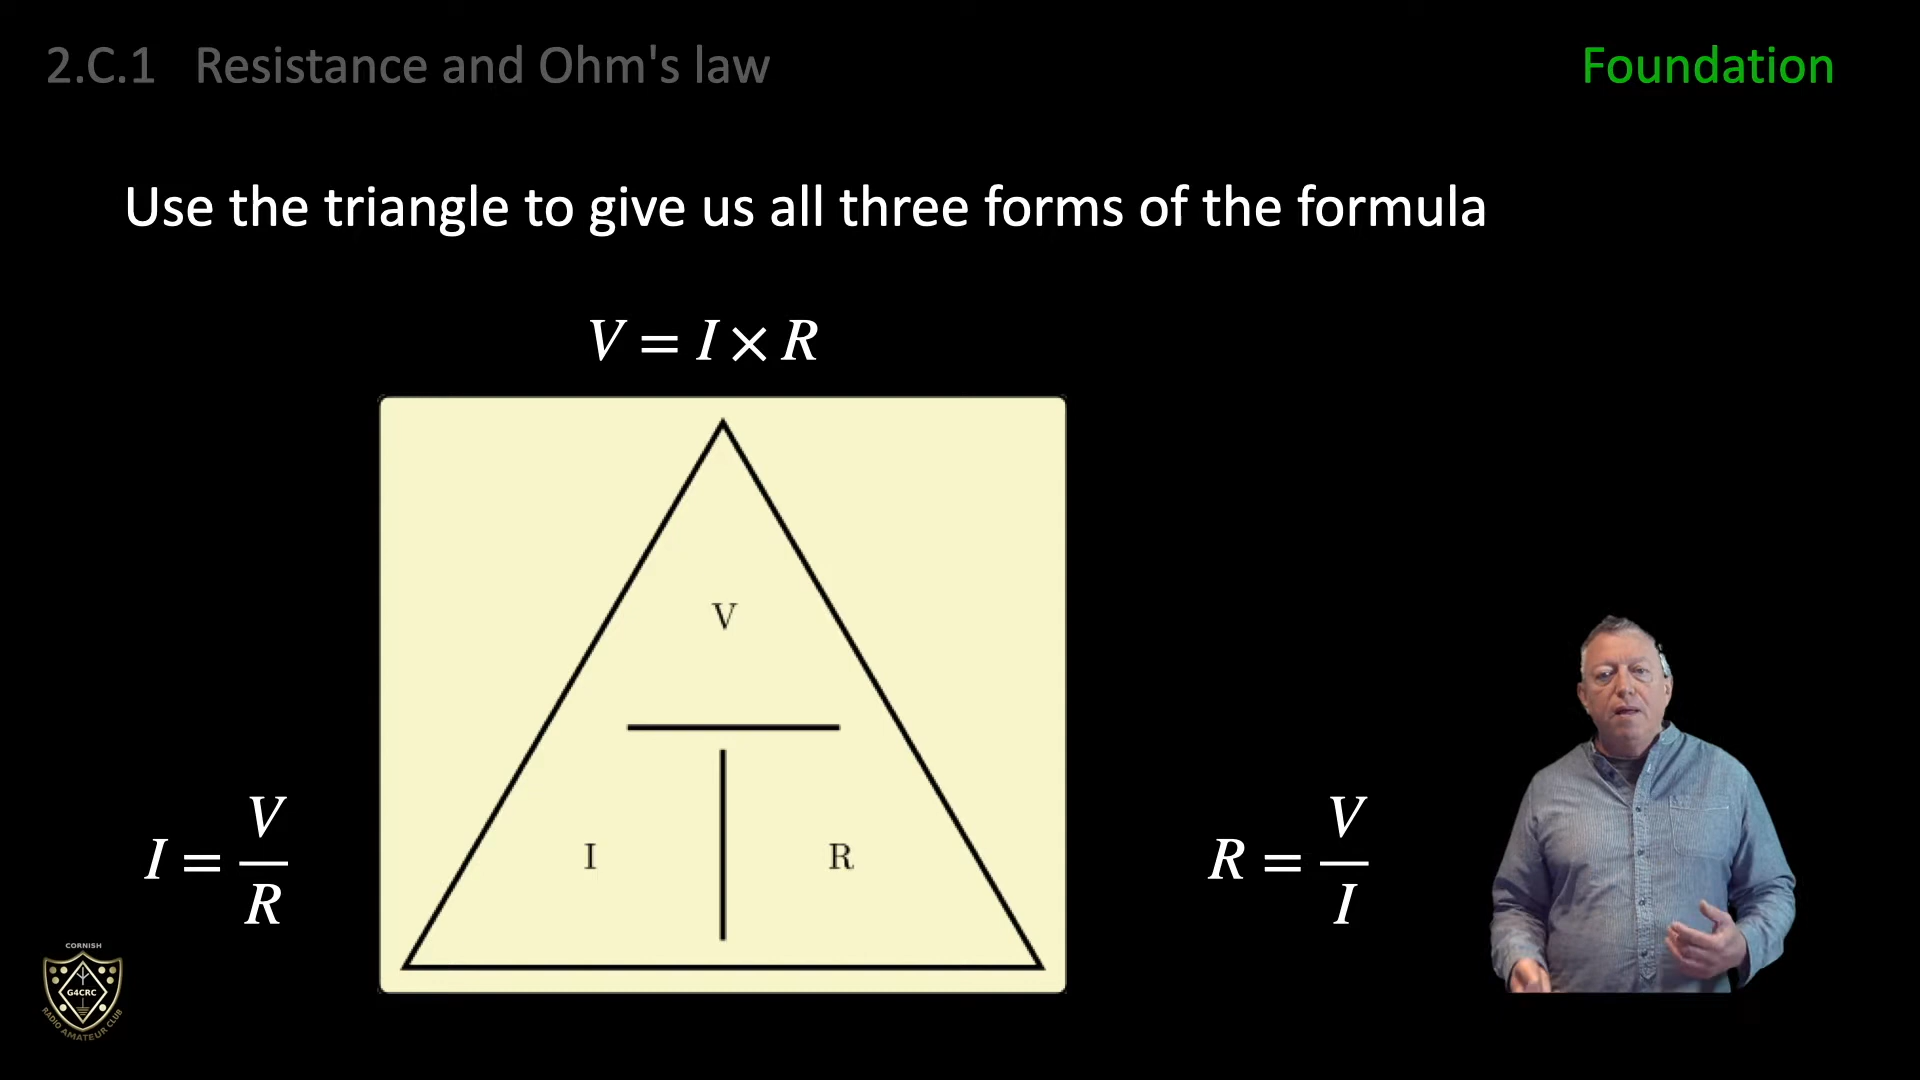 2.C.1 Resistance and Ohm's law
Foundation
Use the triangle to give us all three forms of the formula
V = I × R
V
I R
I = V/R
R = V/I
CORNISH
G4CRC
RADIO AMATEUR CLUB